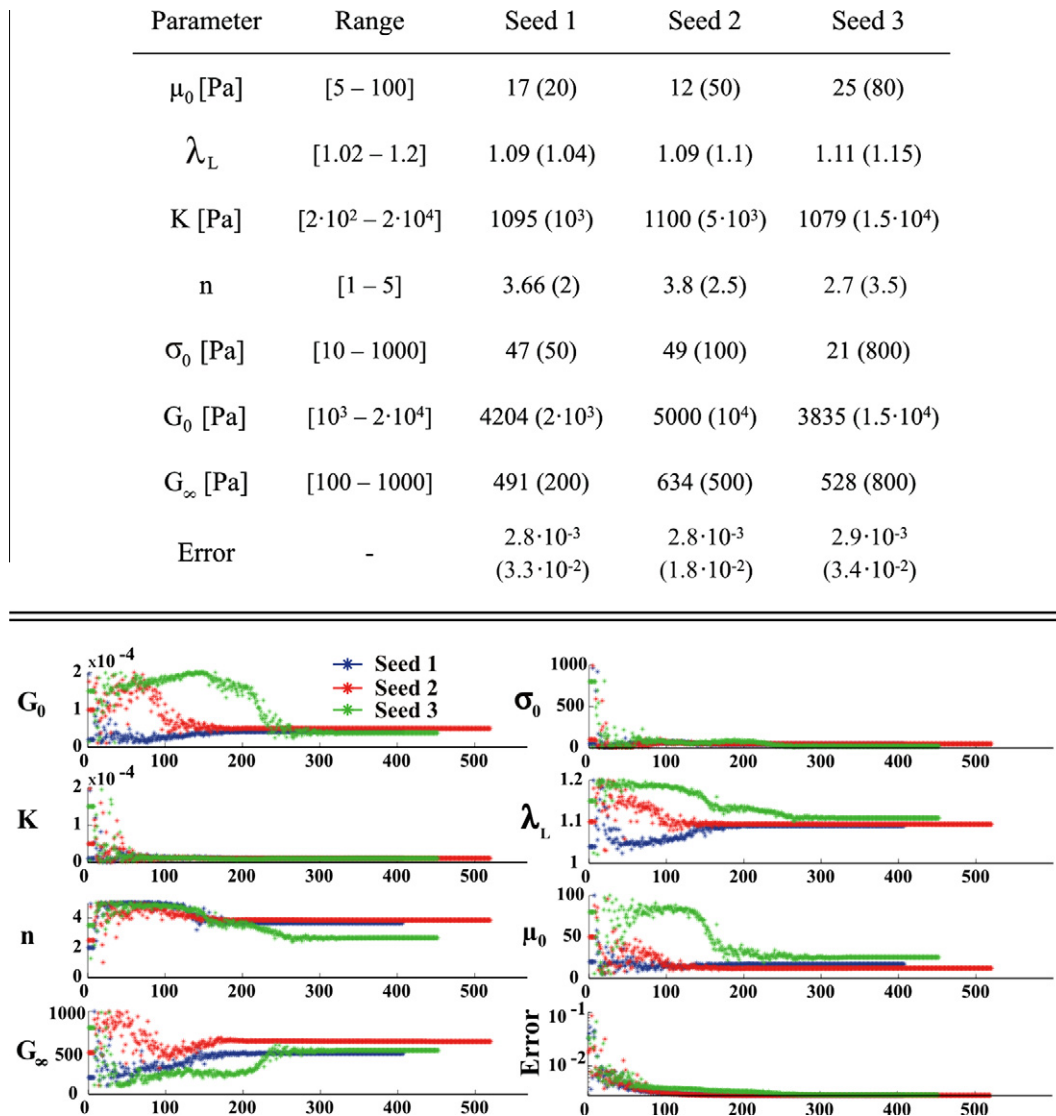 Parameter Range Seed 1 Seed 2 Seed 3
μ₀ [Pa] [5 – 100] 17 (20) 12 (50) 25 (80)
λ_L [1.02 – 1.2] 1.09 (1.04) 1.09 (1.1) 1.11 (1.15)
K [Pa] [2·10² – 2·10⁴] 1095 (10³) 1100 (5·10³) 1079 (1.5·10⁴)
n [1 – 5] 3.66 (2) 3.8 (2.5) 2.7 (3.5)
σ₀ [Pa] [10 – 1000] 47 (50) 49 (100) 21 (800)
G₀ [Pa] [10³ – 2·10⁴] 4204 (2·10³) 5000 (10⁴) 3835 (1.5·10⁴)
G∞ [Pa] [100 – 1000] 491 (200) 634 (500) 528 (800)
Error - 2.8·10⁻³ 2.8·10⁻³ 2.9·10⁻³
(3.3·10⁻²) (1.8·10⁻²) (3.4·10⁻²)
x10 ⁻⁴
G₀
2
1
0
Seed 1
Seed 2
Seed 3
0 100 200 300 400 500
σ₀
1000
500
0
0 100 200 300 400 500
x10 ⁻⁴
K
2
1
0
0 100 200 300 400 500
λ_L
1.2
1.1
1
0 100 200 300 400 500
n
4
2
0
0 100 200 300 400 500
μ₀
100
50
0
0 100 200 300 400 500
G∞
1000
500
0
0 100 200 300 400 500
Error
10⁻¹
10⁻²
0 100 200 300 400 500